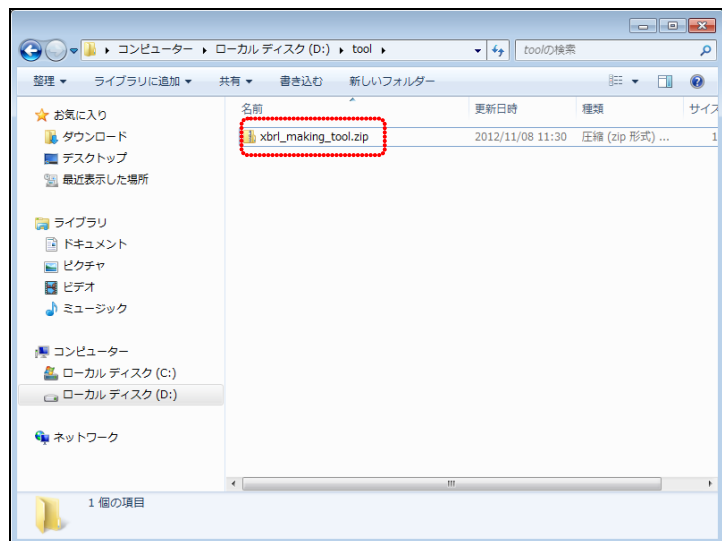 コンピューター ローカル ディスク (D:) tool toolの検索
整理 ライブラリに追加 共有 書き込む 新しいフォルダー
名前 更新日時 種類 サイズ
xbrl_making_tool.zip 2012/11/08 11:30 圧縮 (zip 形式) ... 1
お気に入り
ダウンロード
デスクトップ
最近表示した場所
ライブラリ
ドキュメント
ピクチャ
ビデオ
ミュージック
コンピューター
ローカル ディスク (C:)
ローカル ディスク (D:)
ネットワーク
1 個の項目